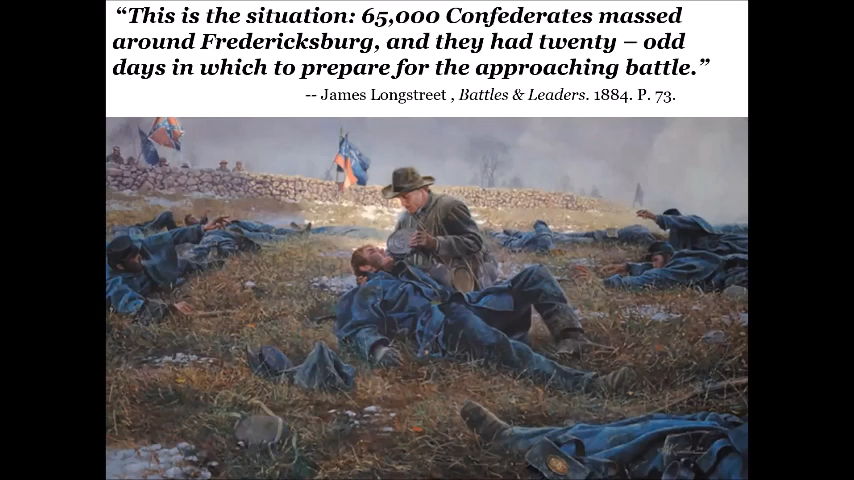 “This is the situation: 65,000 Confederates massed
around Fredericksburg, and they had twenty – odd
days in which to prepare for the approaching battle.”
-- James Longstreet , Battles & Leaders. 1884. P. 73.